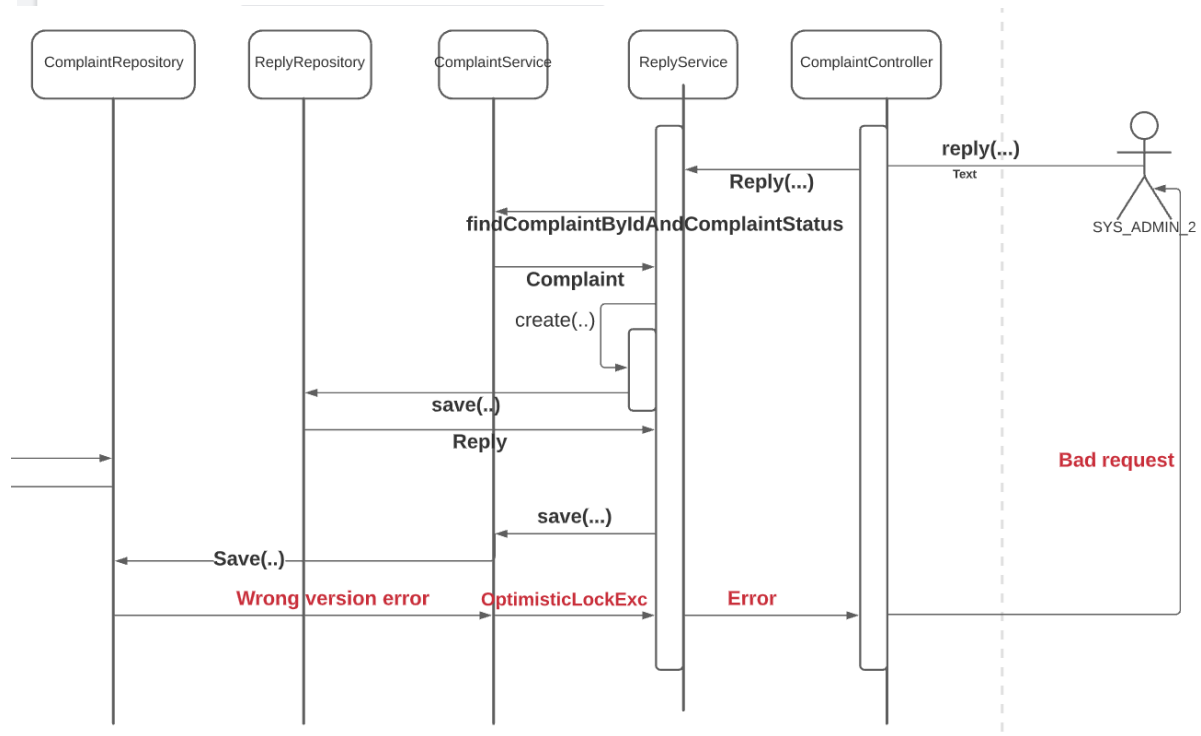 ComplaintRepository
ReplyRepository
ComplaintService
ReplyService
ComplaintController
reply(...)
Text
Reply(...)
SYS_ADMIN_2
findComplaintByIdAndComplaintStatus
Complaint
create(..)
save(..)
Reply
Bad request
save(...)
Save(..)
Wrong version error
OptimisticLockExc
Error